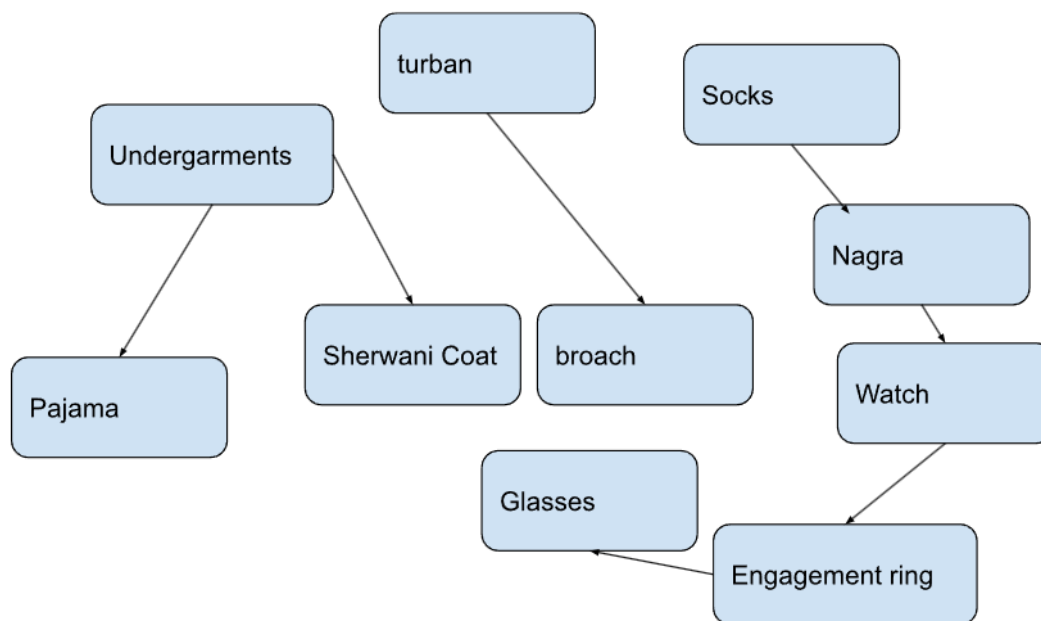 turban
Socks
Undergarments
Nagra
Sherwani Coat
broach
Pajama
Watch
Glasses
Engagement ring